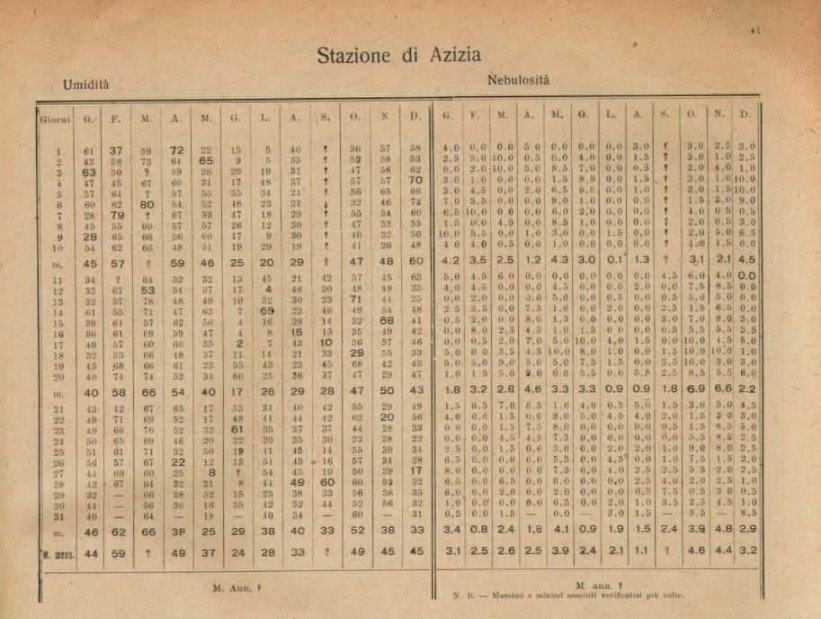 41
Stazione di Azizia
Umidità
Nebulosità
Giorni G. F. M. A. M. G. L. A. S. O. N. D. G. F. M. A. M. G. L. A. S. O. N. D.
1 61 37 59 72 22 15 5 40 ? 36 57 58 4.0 0.0 0.0 5.0 0.0 0.0 0.0 3.0 ? 3.0 2.5 3.0
2 43 58 73 64 65 9 5 35 ? 52 59 53 2.5 5.0 10.0 0.5 0.0 4.0 0.0 1.5 ? 5.0 1.0 2.5
3 63 50 ? 59 26 20 19 31 ? 47 58 62 0.0 2.0 10.0 5.0 8.5 7.0 0.0 0.5 ? 3.0 4.0 1.0
4 47 45 67 60 31 17 48 37 ? 57 57 70 3.0 1.0 0.0 0.0 1.5 8.5 0.0 1.5 ? 3.0 1.0 10.0
5 57 64 ? 57 55 35 34 21 ? 56 65 66 3.0 4.5 0.0 2.0 6.5 6.5 0.0 1.0 ? 3.0 1.5 10.0
6 60 62 80 54 52 48 23 21 ? 32 46 73 7.0 5.5 0.0 0.0 9.0 1.0 0.0 0.0 ? 1.5 2.0 9.0
7 28 79 ? 67 53 47 18 29 ? 55 54 60 6.5 10.0 0.0 0.0 6.0 2.0 0.0 0.0 ? 4.0 0.5 0.5
8 45 55 60 57 57 26 12 30 ? 47 33 55 1.5 0.0 4.5 0.0 8.5 1.0 0.0 0.0 ? 2.0 0.5 3.0
9 28 65 66 56 60 17 9 30 ? 40 32 50 10.0 5.5 0.0 1.0 3.0 0.0 1.5 0.0 ? 2.0 5.0 6.5
10 54 62 66 48 51 19 29 19 ? 41 26 48 4.0 4.0 0.5 0.0 1.0 0.0 0.0 0.0 ? 4.0 1.5 0.0
m. 45 57 ? 59 46 25 20 29 ? 47 48 60 4.2 3.5 2.5 1.2 4.3 3.0 0.1 1.3 ? 3.1 2.1 4.5
11 34 ? 64 52 32 13 45 21 42 57 45 63 5.0 4.5 6.0 0.0 0.0 0.0 0.0 0.0 4.5 6.0 4.0 0.0
12 32 67 53 54 37 17 4 46 20 48 49 33 4.0 4.5 0.0 4.0 4.5 0.5 0.0 2.0 0.0 7.5 8.5 0.0
13 32 57 78 48 49 10 32 30 23 71 44 25 0.0 2.0 0.0 0.0 5.0 0.0 0.5 0.0 0.5 5.0 5.0 0.0
14 61 55 71 47 63 7 65 23 46 49 54 48 2.5 3.5 0.0 7.5 1.0 0.0 2.0 0.0 2.5 1.5 6.5 0.0
15 39 61 57 62 56 4 16 29 14 32 68 41 0.5 2.0 0.0 8.0 1.0 0.0 0.0 0.0 3.0 7.0 8.0 3.0
16 56 61 69 59 47 4 8 15 15 35 49 42 0.0 8.0 2.5 4.5 1.5 1.5 0.0 0.0 0.5 5.5 5.5 2.5
17 49 57 60 60 35 2 7 43 10 36 57 46 0.0 0.5 2.0 7.0 5.0 10.0 4.0 1.5 0.0 10.0 4.5 5.0
18 32 53 66 48 37 11 14 21 33 29 55 33 5.0 0.0 3.5 4.5 10.0 8.0 1.0 0.0 1.5 10.0 10.0 1.0
19 43 68 66 61 23 55 43 23 45 68 42 45 5.0 5.0 9.0 5.0 5.0 7.5 1.5 0.0 3.5 10.0 3.0 3.0
20 40 74 74 52 34 60 25 36 37 47 29 47 1.0 1.5 5.0 0.0 5.5 0.0 5.5 2.5 8.5 5.5 6.0
m. 40 58 66 54 40 17 26 29 28 47 50 43 1.8 3.2 2.8 4.6 3.3 3.3 0.9 0.9 1.8 6.9 6.6 2.2
21 43 42 67 65 17 53 31 40 42 55 29 49 1.5 6.5 7.0 6.5 1.0 4.0 0.5 5.0 1.5 3.0 5.0 4.5
22 49 71 69 52 17 48 41 44 42 62 20 56 4.0 0.0 1.5 0.0 3.0 5.0 4.5 4.0 2.0 1.5 3.0 5.0
23 49 66 70 52 32 61 35 37 37 44 28 33 0.0 0.0 1.5 7.5 8.0 0.0 0.0 0.0 0.5 1.5 8.5 5.0
24 50 65 69 46 20 22 20 35 30 32 38 22 0.0 0.5 4.5 4.5 7.5 0.0 0.0 0.0 0.0 5.5 8.5 2.5
25 51 61 71 32 50 19 41 45 14 55 39 34 2.5 0.0 1.5 0.0 3.0 0.0 2.0 2.0 1.0 9.0 8.0 2.5
26 56 57 67 22 12 13 51 45 16 57 34 28 6.5 0.0 0.0 0.0 5.5 0.0 4.5 0.0 1.0 7.5 1.5 2.0
27 44 69 60 25 8 ? 54 45 10 50 39 17 8.0 0.0 0.0 0.0 7.5 0.0 4.0 2.5 2.5 5.5 2.0 2.5
28 42 67 64 32 31 8 44 49 60 60 52 32 6.5 0.0 6.5 0.0 0.0 0.0 0.0 2.5 4.0 2.0 2.5 1.0
29 32 — 66 38 52 15 25 38 33 56 36 35 6.0 0.0 2.0 0.0 2.0 0.0 0.0 0.5 7.5 0.5 3.0 0.5
30 44 — 56 30 16 35 42 32 44 52 56 32 1.0 0.0 0.0 0.0 0.5 0.0 2.0 1.0 3.5 2.5 4.5 1.0
31 40 — 64 — 18 — 40 34 — 60 — 31 0.5 0.0 1.5 — 0.0 — 3.0 1.5 — 5.5 — 8.5
m. 46 62 66 38 25 29 38 40 33 52 38 33 3.4 0.8 2.4 1.8 4.1 0.9 1.9 1.5 2.4 3.9 4.8 2.9
M. mens. 44 59 ? 49 37 24 28 33 ? 49 45 45 3.1 2.5 2.6 2.5 3.9 2.4 2.1 1.1 ? 4.6 4.4 3.2
M. Ann. ?
M. ann. ?
N. B. — Massimi e minimi assoluti verificatisi più volte.